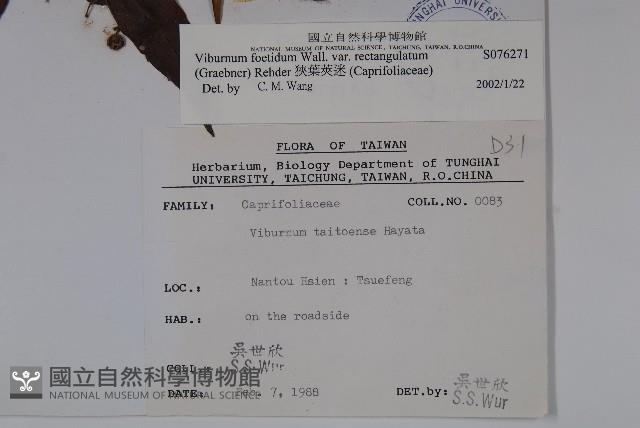 國立自然科學博物館
NATIONAL MUSEUM OF NATURAL SCIENCE, TAICHUNG, TAIWAN, R.O.CHINA
Viburnum foetidum Wall. var. rectangulatum S076271
(Graebner) Rehder 狹葉莢迷 (Caprifoliaceae)
Det. by C. M. Wang 2002/1/22
UNIVERSITY
D31
FLORA OF TAIWAN
Herbarium, Biology Department of TUNGHAI
UNIVERSITY, TAICHUNG, TAIWAN, R.O.CHINA
FAMILY: Caprifoliaceae COLL.NO. 0083
Viburnum taitoense Hayata
LOC.: Nantou Hsien : Tsuefeng
HAB.: on the roadside
吳世欣
COLL.: S.S.Wur
DATE: Feb. 7, 1988
吳世欣
DET.by: S.S.Wur
國立自然科學博物館
NATIONAL MUSEUM OF NATURAL SCIENCE